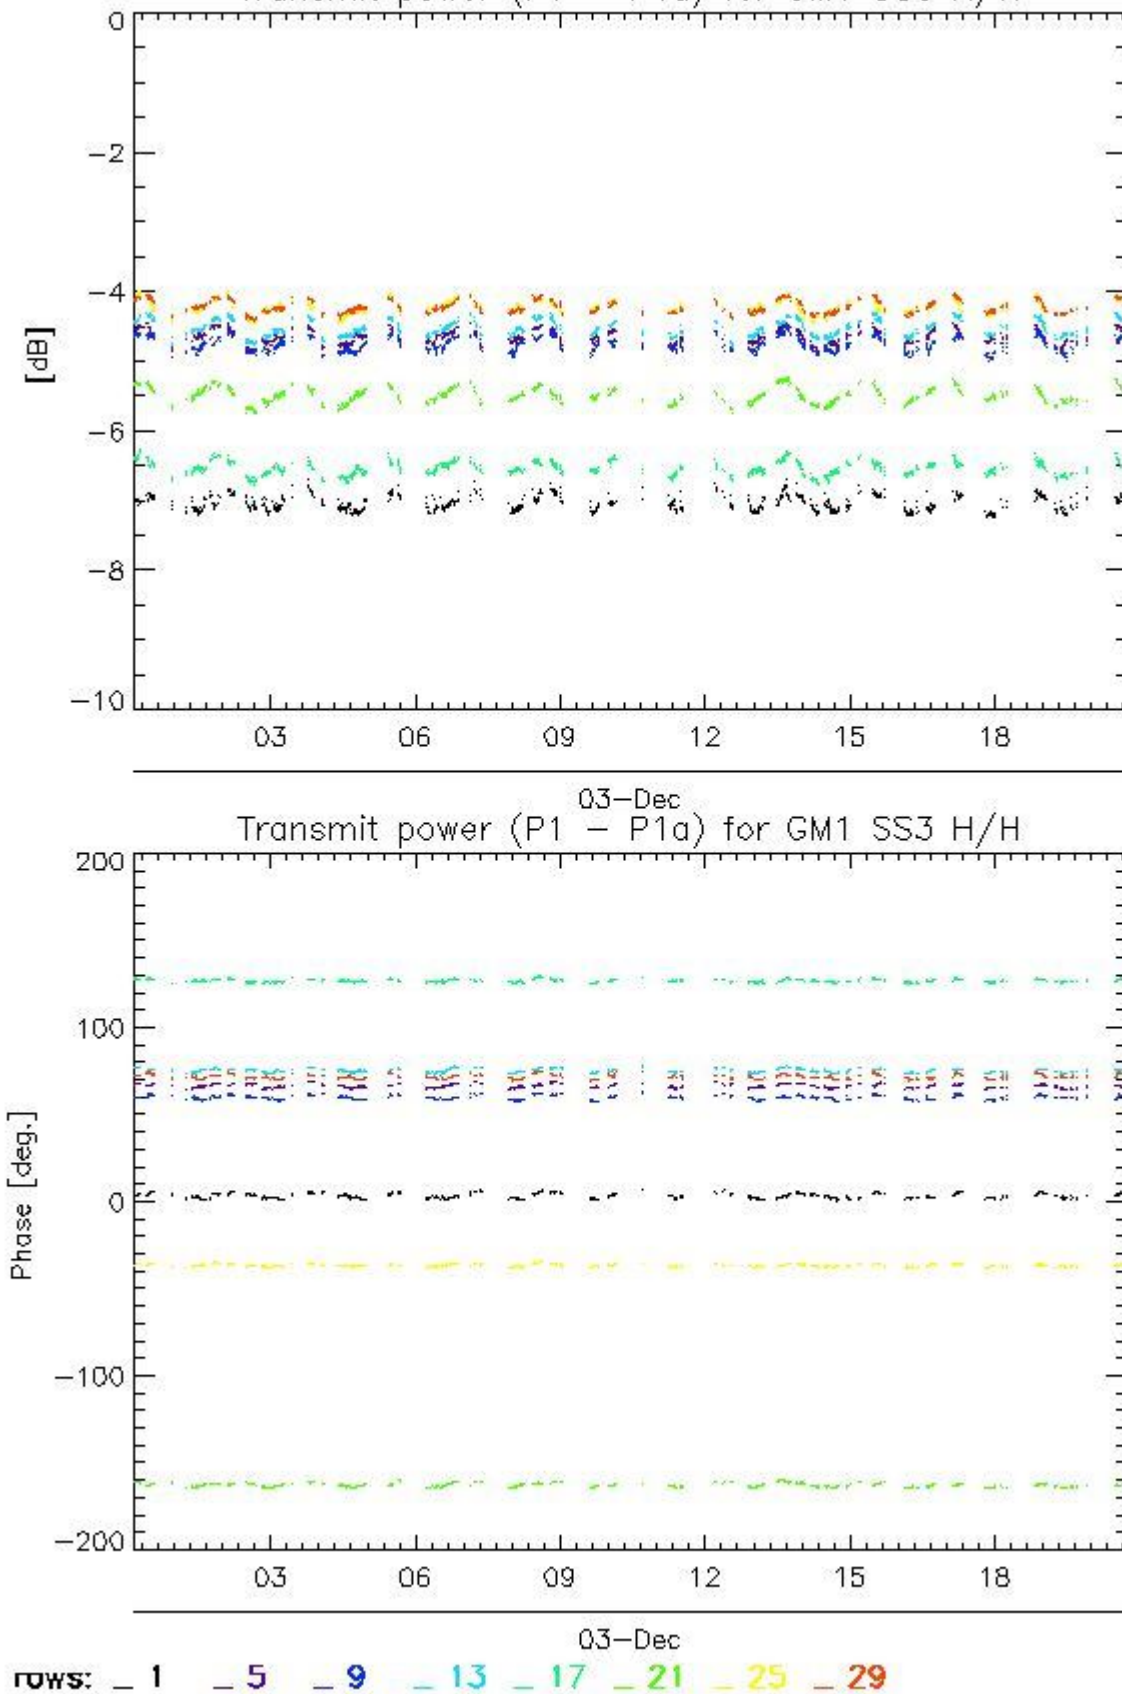 0
-2
-4
[dB]
-6
-8
-10
03 06 09 12 15 18
03-Dec
Transmit power (P1 - P1a) for GM1 SS3 H/H
200
100
0
Phase [deg.]
-100
-200
03 06 09 12 15 18
03-Dec
rows: _ 1 _ 5 _ 9 _ 13 _ 17 _ 21 _ 25 _ 29